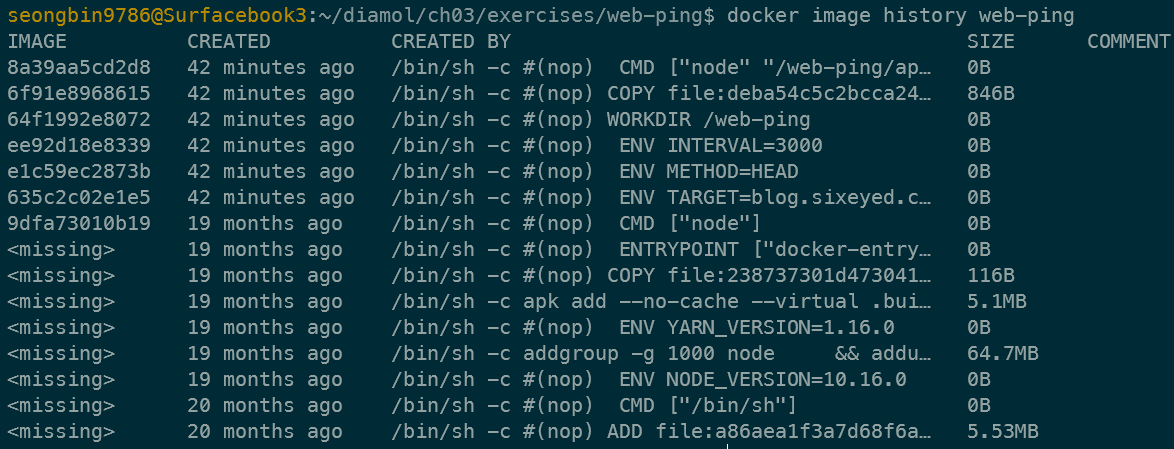 seongbin9786@Surfacebook3:~/diamol/ch03/exercises/web-ping$ docker image history web-ping
IMAGE CREATED CREATED BY SIZE COMMENT
8a39aa5cd2d8 42 minutes ago /bin/sh -c #(nop) CMD ["node" "/web-ping/ap… 0B
6f91e8968615 42 minutes ago /bin/sh -c #(nop) COPY file:deba54c5c2bcca24… 846B
64f1992e8072 42 minutes ago /bin/sh -c #(nop) WORKDIR /web-ping 0B
ee92d18e8339 42 minutes ago /bin/sh -c #(nop) ENV INTERVAL=3000 0B
e1c59ec2873b 42 minutes ago /bin/sh -c #(nop) ENV METHOD=HEAD 0B
635c2c02e1e5 42 minutes ago /bin/sh -c #(nop) ENV TARGET=blog.sixeyed.c… 0B
9dfa73010b19 19 months ago /bin/sh -c #(nop) CMD ["node"] 0B
<missing> 19 months ago /bin/sh -c #(nop) ENTRYPOINT ["docker-entry… 0B
<missing> 19 months ago /bin/sh -c #(nop) COPY file:238737301d473041… 116B
<missing> 19 months ago /bin/sh -c apk add --no-cache --virtual .bui… 5.1MB
<missing> 19 months ago /bin/sh -c #(nop) ENV YARN_VERSION=1.16.0 0B
<missing> 19 months ago /bin/sh -c addgroup -g 1000 node && addu… 64.7MB
<missing> 19 months ago /bin/sh -c #(nop) ENV NODE_VERSION=10.16.0 0B
<missing> 20 months ago /bin/sh -c #(nop) CMD ["/bin/sh"] 0B
<missing> 20 months ago /bin/sh -c #(nop) ADD file:a86aea1f3a7d68f6a… 5.53MB